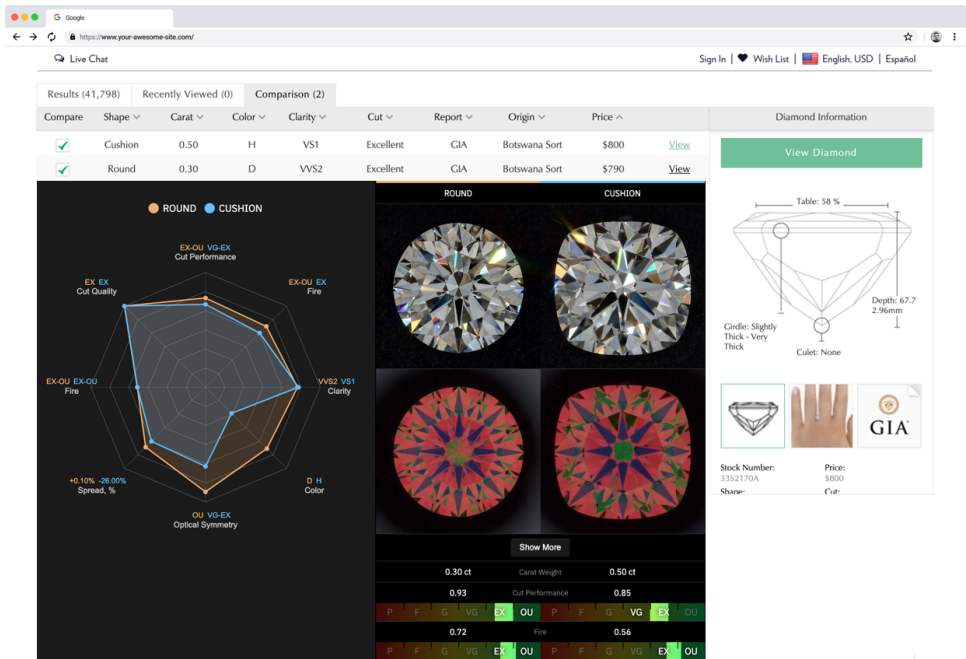 Google
https://www.your-awesome-site.com/
Live Chat
Sign In | Wish List | English, USD | Español
Results (41,798) Recently Viewed (0) Comparison (2)
Compare Shape Carat Color Clarity Cut Report Origin Price Diamond Information
Cushion 0.50 H VS1 Excellent GIA Botswana Sort $800 View
View Diamond
Round 0.30 D VVS2 Excellent GIA Botswana Sort $790 View
ROUND CUSHION
ROUND CUSHION
Table: 58 %
EX-OU VG-EX
Cut Performance
EX EX
Cut Quality
EX-OU EX
Fire
Depth: 67.7
2.96mm
Girdle: Slightly
Thick - Very
Thick
Culet: None
EX-OU EX-OU
Fire
VVS2 VS1
Clarity
GIA
+0.10% -26.00%
Spread, %
D H
Color
Stock Number:
3352170A
Price:
$800
Shape:
Cut:
OU VG-EX
Optical Symmetry
Show More
0.30 ct Carat Weight 0.50 ct
0.93 Cut Performance 0.85
P F G VG EX OU P F G VG EX OU
0.72 Fire 0.56
P F G VG EX OU P F G VG EX OU